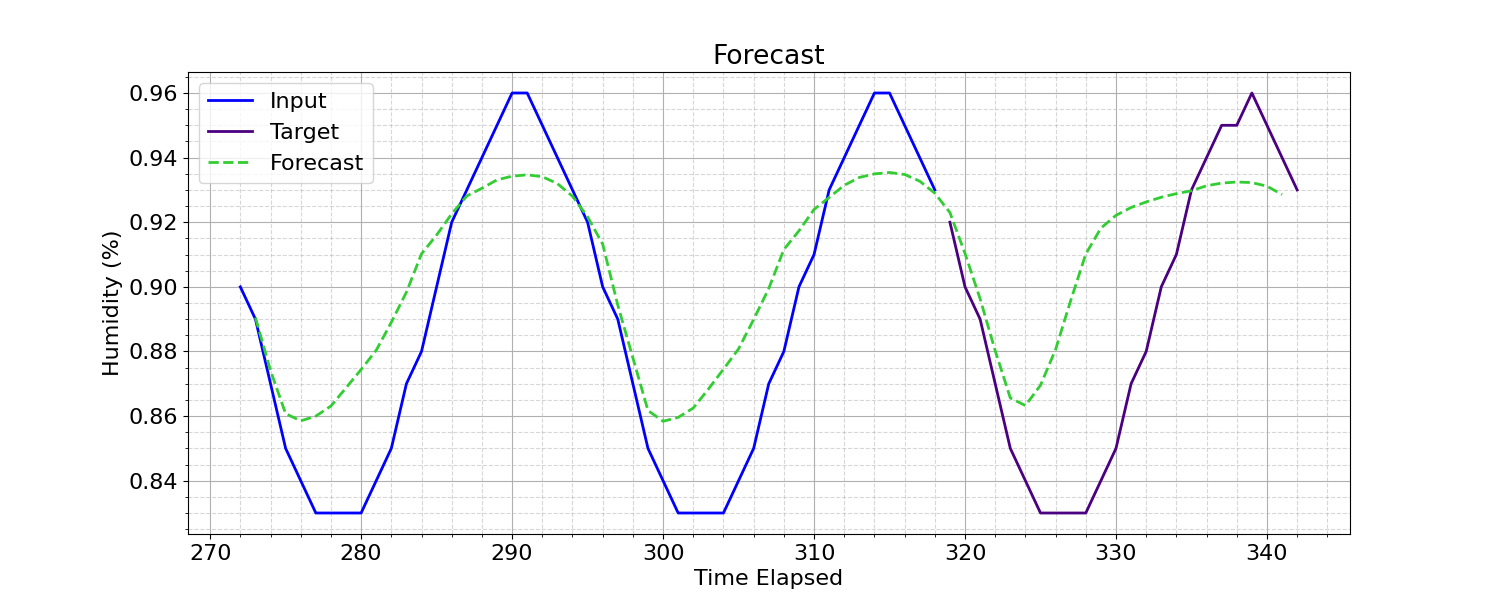 Forecast
Input
Target
Forecast
Humidity (%)
0.96
0.94
0.92
0.90
0.88
0.86
0.84
270 280 290 300 310 320 330 340
Time Elapsed